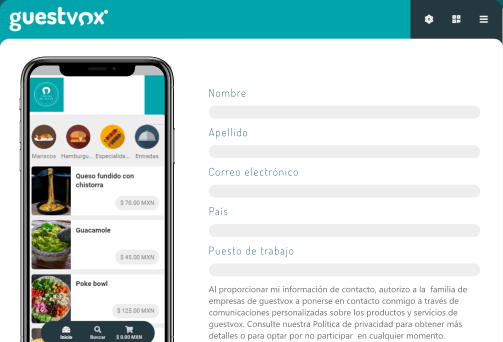 guestvox
Mariscos
Hamburgu...
Especialida...
Entradas
Queso fundido con
chistorra
$ 70.00 MXN
Guacamole
$ 45.00 MXN
Poke bowl
$ 125.00 MXN
Inicio
Buscar
$ 0.00 MXN
Nombre
Apellido
Correo electrónico
País
Puesto de trabajo
Al proporcionar mi información de contacto, autorizo a la familia de
empresas de guestvox a ponerse en contacto conmigo a través de
comunicaciones personalizadas sobre los productos y servicios de
guestvox. Consulte nuestra Política de privacidad para obtener más
detalles o para optar por no participar en cualquier momento.